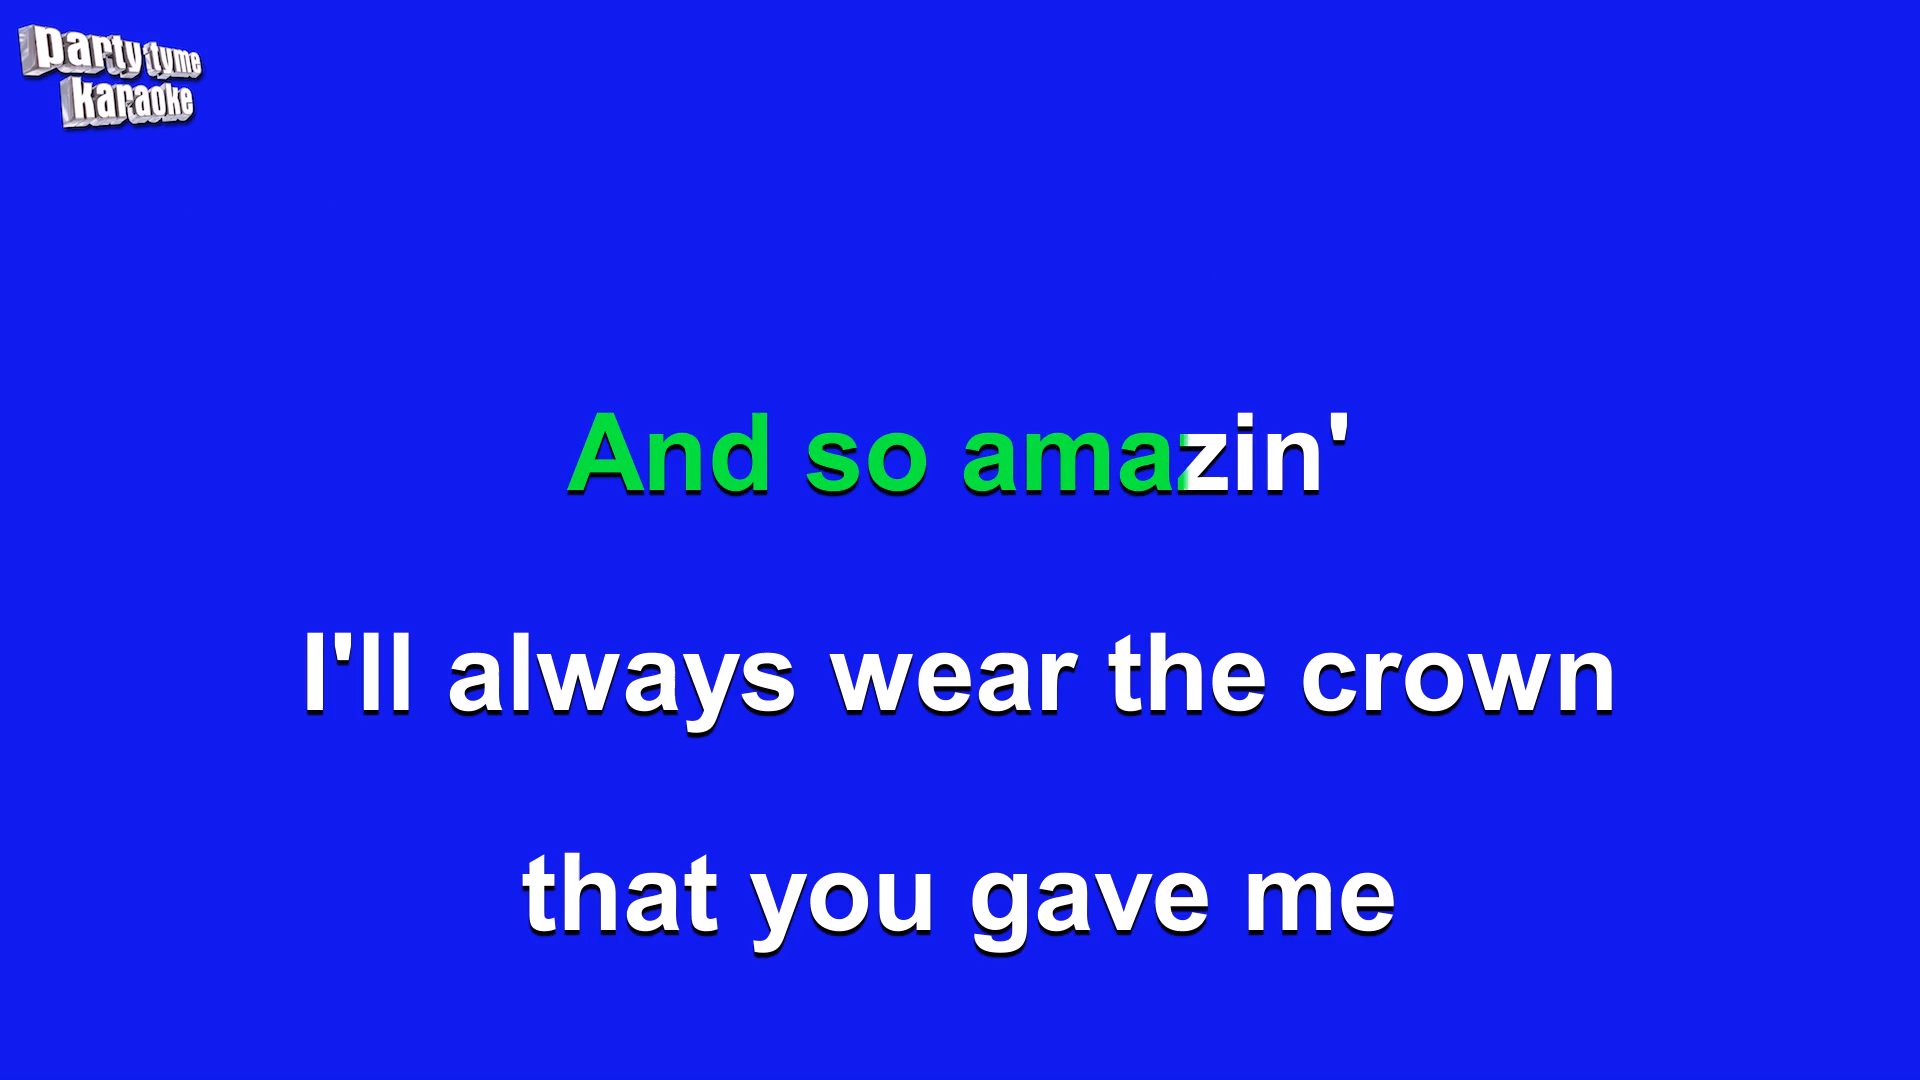 party tyme
karaoke
And so amazin'
I'll always wear the crown
that you gave me